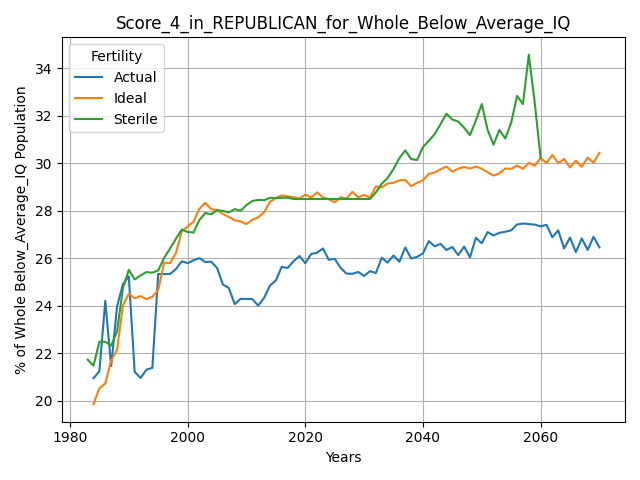 Score_4_in_REPUBLICAN_for_Whole_Below_Average_IQ
% of Whole Below_Average_IQ Population
34
32
30
28
26
24
22
20
Fertility
Actual
Ideal
Sterile
1980
2000
2020
2040
2060
Years